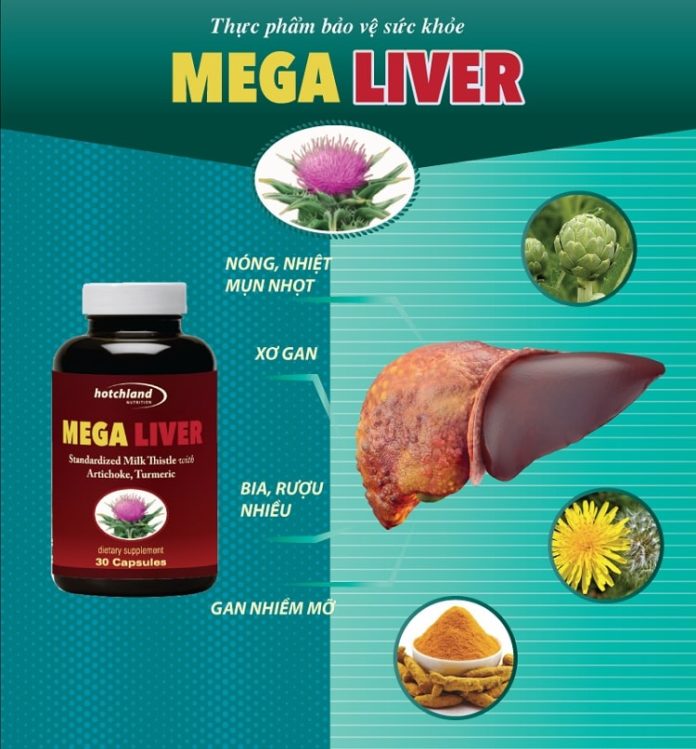 Thực phẩm bảo vệ sức khỏe
MEGA LIVER
NÓNG, NHIỆT
MỤN NHỌT
XƠ GAN
hotchland
NUTRITION
MEGA LIVER
Standardized Milk Thistle with
Artichoke, Turmeric
BIA, RƯỢU
NHIỀU
dietary supplement
30 Capsules
GAN NHIỄM MỠ